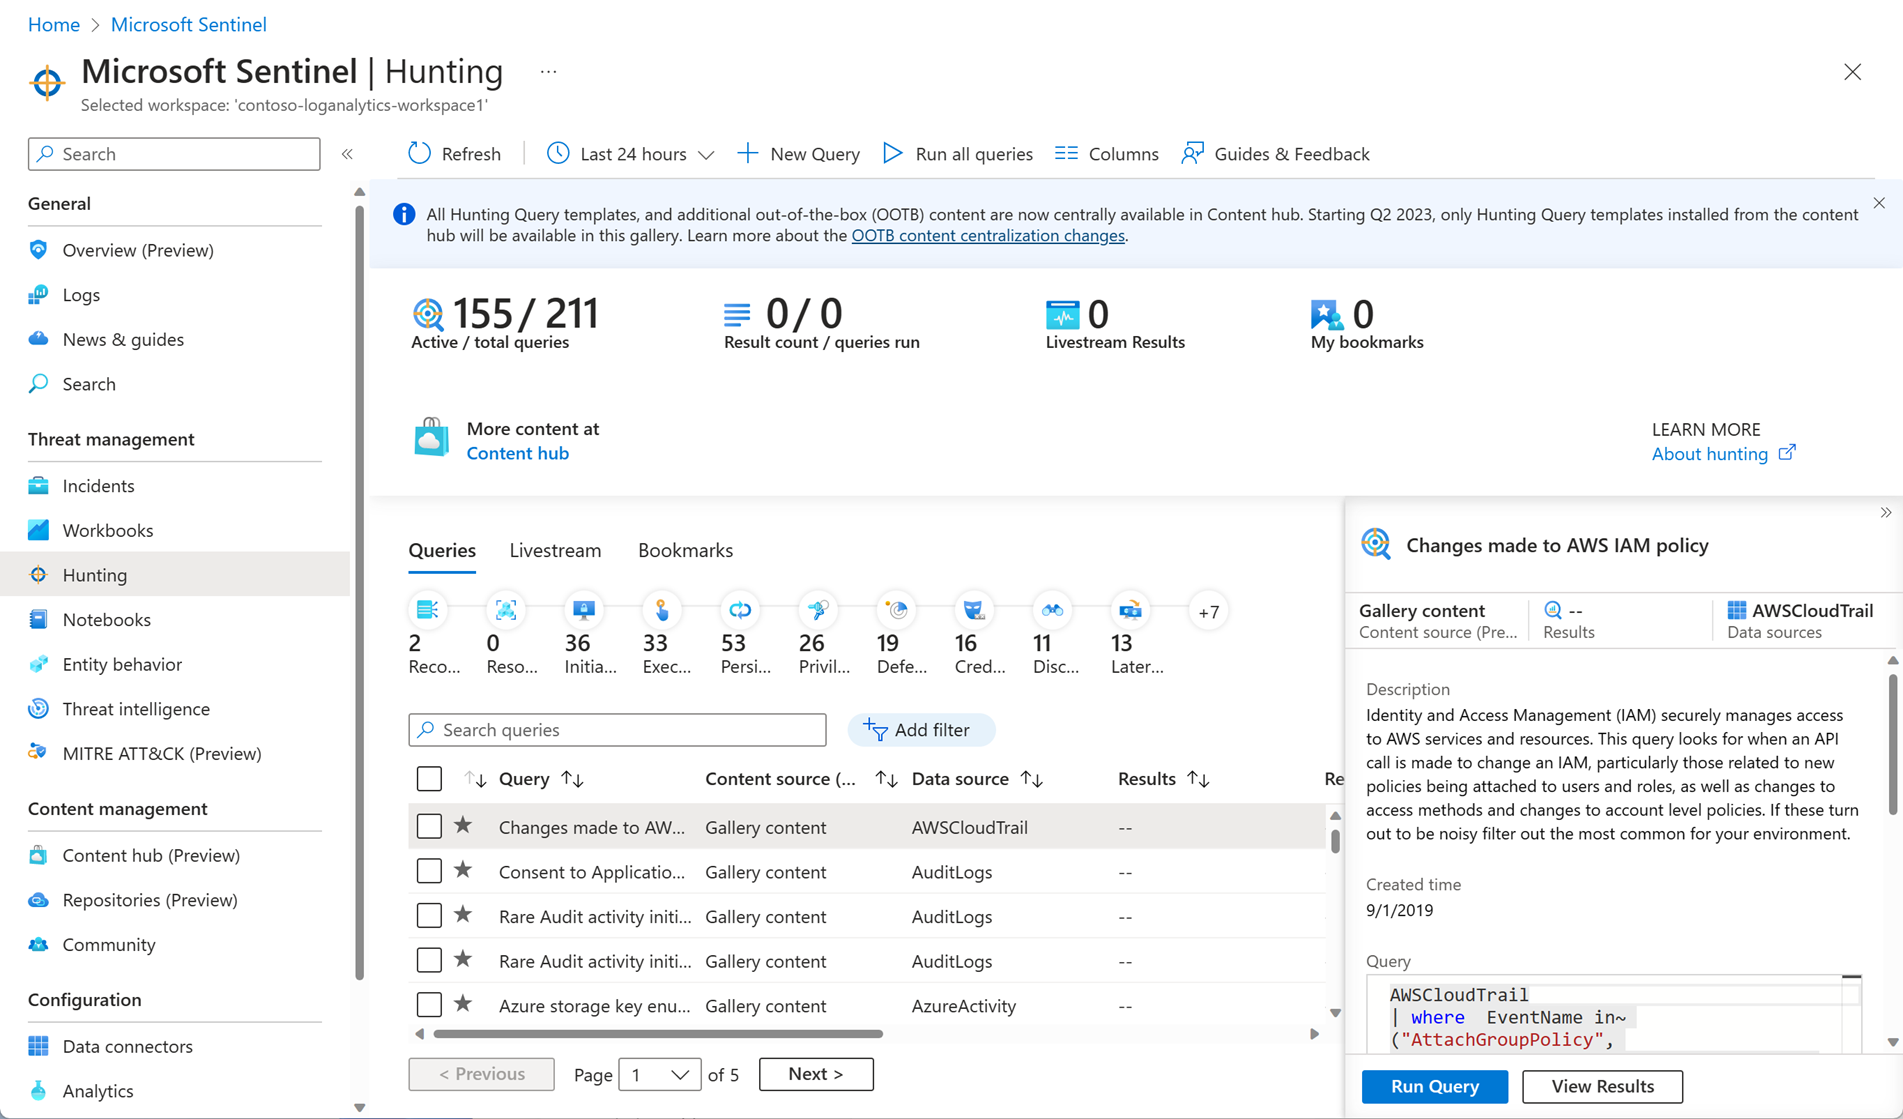 Home > Microsoft Sentinel
Microsoft Sentinel | Hunting ...
Selected workspace: 'contoso-loganalytics-workspace1'
Search
«
General
Overview (Preview)
Logs
News & guides
Search
Threat management
Incidents
Workbooks
Hunting
Notebooks
Entity behavior
Threat intelligence
MITRE ATT&CK (Preview)
Content management
Content hub (Preview)
Repositories (Preview)
Community
Configuration
Data connectors
Analytics
Refresh
Last 24 hours
New Query
Run all queries
Columns
Guides & Feedback
All Hunting Query templates, and additional out-of-the-box (OOTB) content are now centrally available in Content hub. Starting Q2 2023, only Hunting Query templates installed from the content
hub will be available in this gallery. Learn more about the OOTB content centralization changes.
155 / 211
Active / total queries
0 / 0
Result count / queries run
0
Livestream Results
0
My bookmarks
More content at
Content hub
LEARN MORE
About hunting
Queries Livestream Bookmarks
2 Reco...
0 Reso...
36 Initia...
33 Exec...
53 Persi...
26 Privil...
19 Defe...
16 Cred...
11 Disc...
13 Later...
+7
Search queries
Add filter
Query Content source (... Data source Results Re
Changes made to AW... Gallery content AWSCloudTrail --
Consent to Applicatio... Gallery content AuditLogs --
Rare Audit activity initi... Gallery content AuditLogs --
Rare Audit activity initi... Gallery content AuditLogs --
Azure storage key enu... Gallery content AzureActivity --
< Previous Page 1 of 5 Next >
»
Changes made to AWS IAM policy
Gallery content
Content source (Pre...
--
Results
AWSCloudTrail
Data sources
Description
Identity and Access Management (IAM) securely manages access
to AWS services and resources. This query looks for when an API
call is made to change an IAM, particularly those related to new
policies being attached to users and roles, as well as changes to
access methods and changes to account level policies. If these turn
out to be noisy filter out the most common for your environment.
Created time
9/1/2019
Query
AWSCloudTrail
| where EventName in~
("AttachGroupPolicy",
Run Query
View Results